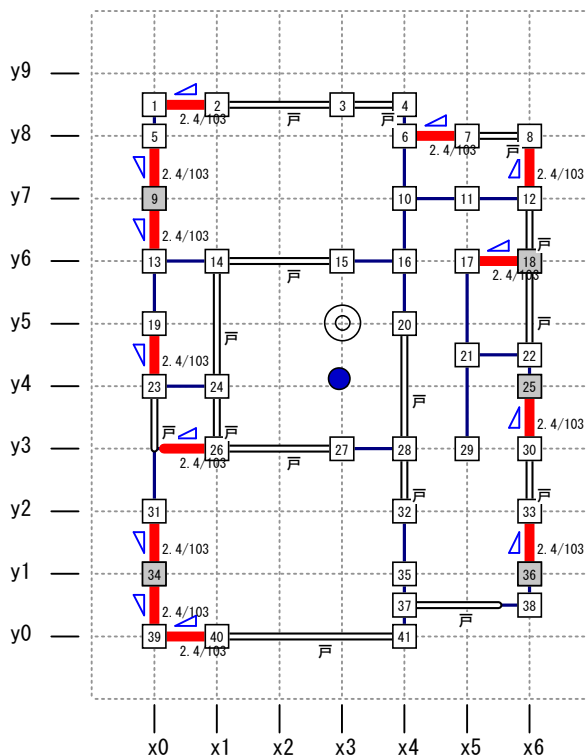 y9
1 2 3 4
2.4/103 戸 戸
y8 5 6 7 8
2.4/103 戸
2.4/103 2.4/103
y7 9 10 11 12
2.4/103 戸
y6 13 14 15 16 17 18
戸 2.4/103
y5 19 20
戸 戸
2.4/103 21 22
y4 23 24 25
戸 戸 戸 2.4/103
y3 26 27 28 29 30
2.4/103 戸
戸 戸
y2 31 32 33
2.4/103 2.4/103
y1 34 35 36
2.4/103 37 38
戸
y0 39 40 41
2.4/103 戸
x0 x1 x2 x3 x4 x5 x6